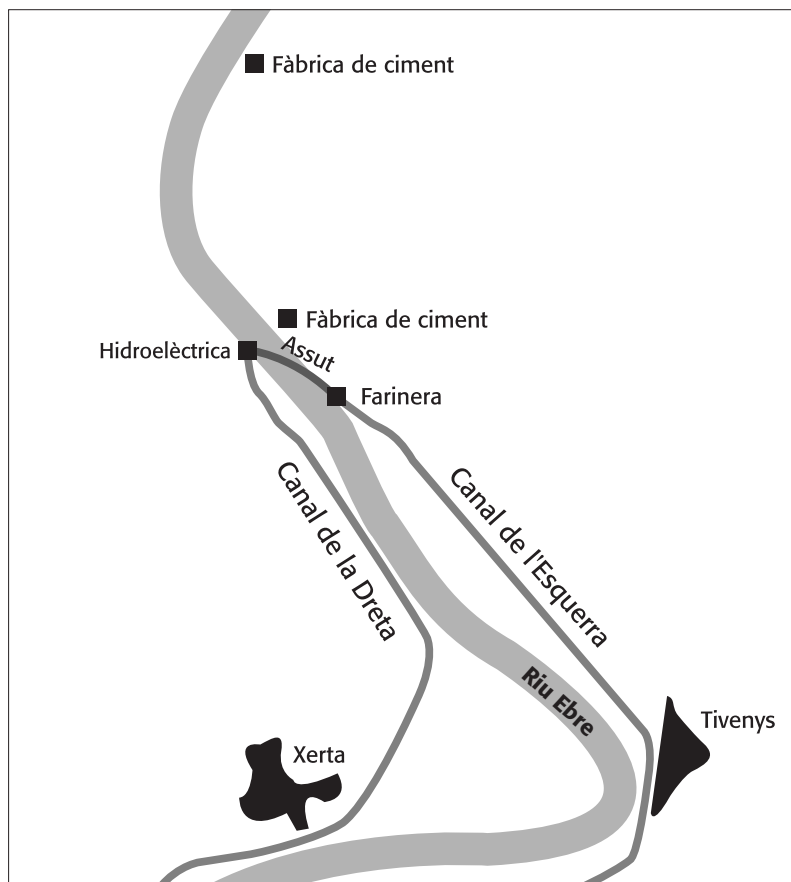 Fàbrica de ciment
Fàbrica de ciment
Hidroelèctrica
Assut
Farinera
Canal de la Dreta
Canal de l'Esquerra
Riu Ebre
Tivenys
Xerta